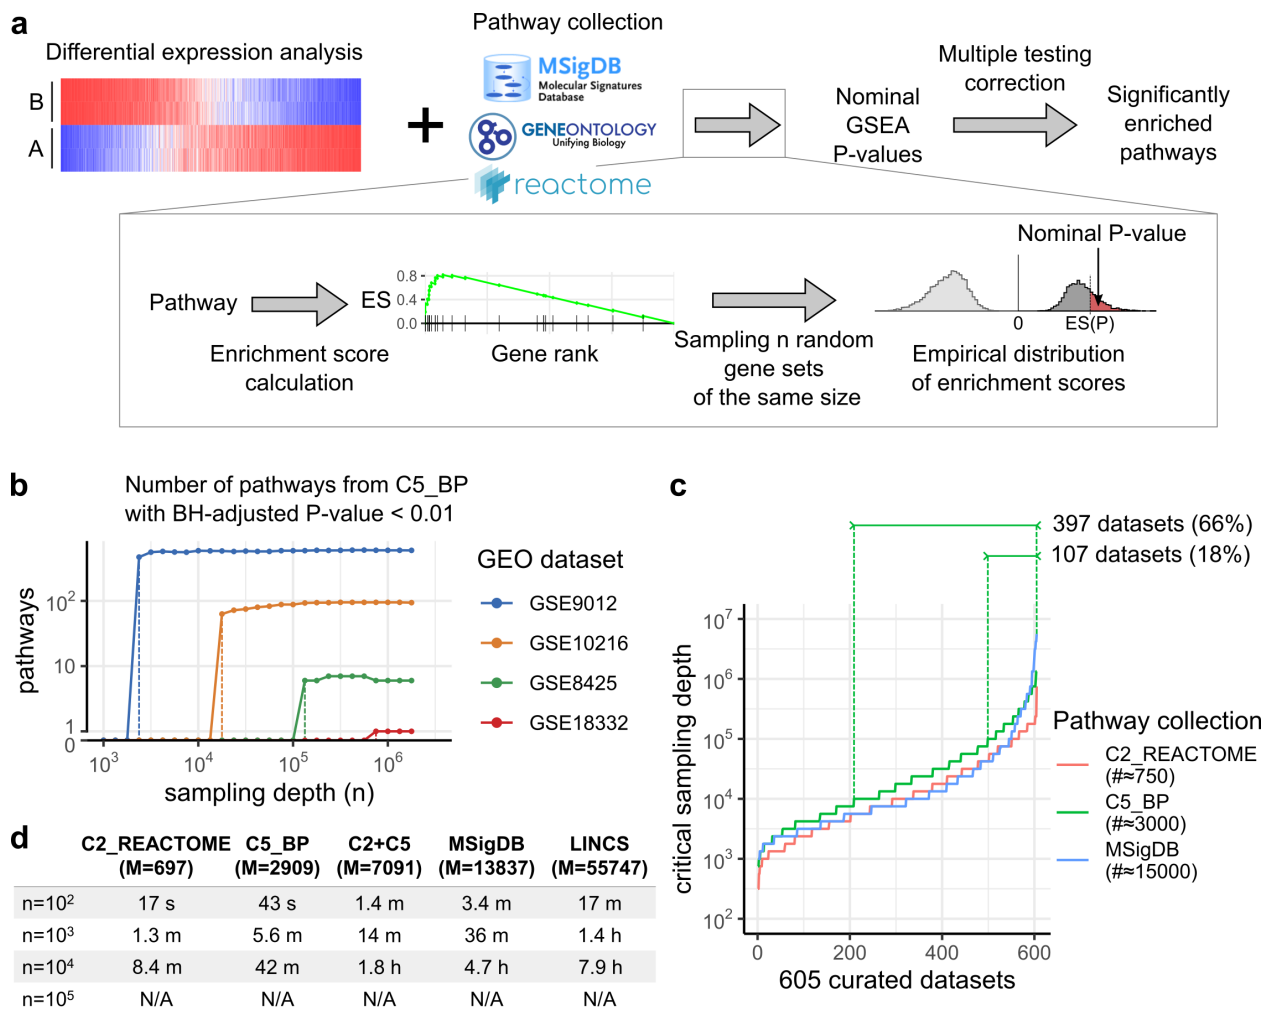 a
Differential expression analysis
B
A
+
Pathway collection
MSigDB
Molecular Signatures
Database
GENEONTOLOGY
Unifying Biology
reactome
Nominal
GSEA
P-values
Multiple testing
correction
Significantly
enriched
pathways
Pathway
Enrichment score
calculation
ES
0.8
0.4
0.0
Gene rank
Sampling n random
gene sets
of the same size
Nominal P-value
0
ES(P)
Empirical distribution
of enrichment scores
b
Number of pathways from C5_BP
with BH-adjusted P-value < 0.01
pathways
10²
10
1
0
10³
10⁴
10⁵
10⁶
sampling depth (n)
GEO dataset
GSE9012
GSE10216
GSE8425
GSE18332
c
397 datasets (66%)
107 datasets (18%)
critical sampling depth
10⁷
10⁶
10⁵
10⁴
10³
10²
0
200
400
600
605 curated datasets
Pathway collection
C2_REACTOME
(#≈750)
C5_BP
(#≈3000)
MSigDB
(#≈15000)
d
C2_REACTOME C5_BP C2+C5 MSigDB LINCS
(M=697) (M=2909) (M=7091) (M=13837) (M=55747)
n=10² 17 s 43 s 1.4 m 3.4 m 17 m
n=10³ 1.3 m 5.6 m 14 m 36 m 1.4 h
n=10⁴ 8.4 m 42 m 1.8 h 4.7 h 7.9 h
n=10⁵ N/A N/A N/A N/A N/A